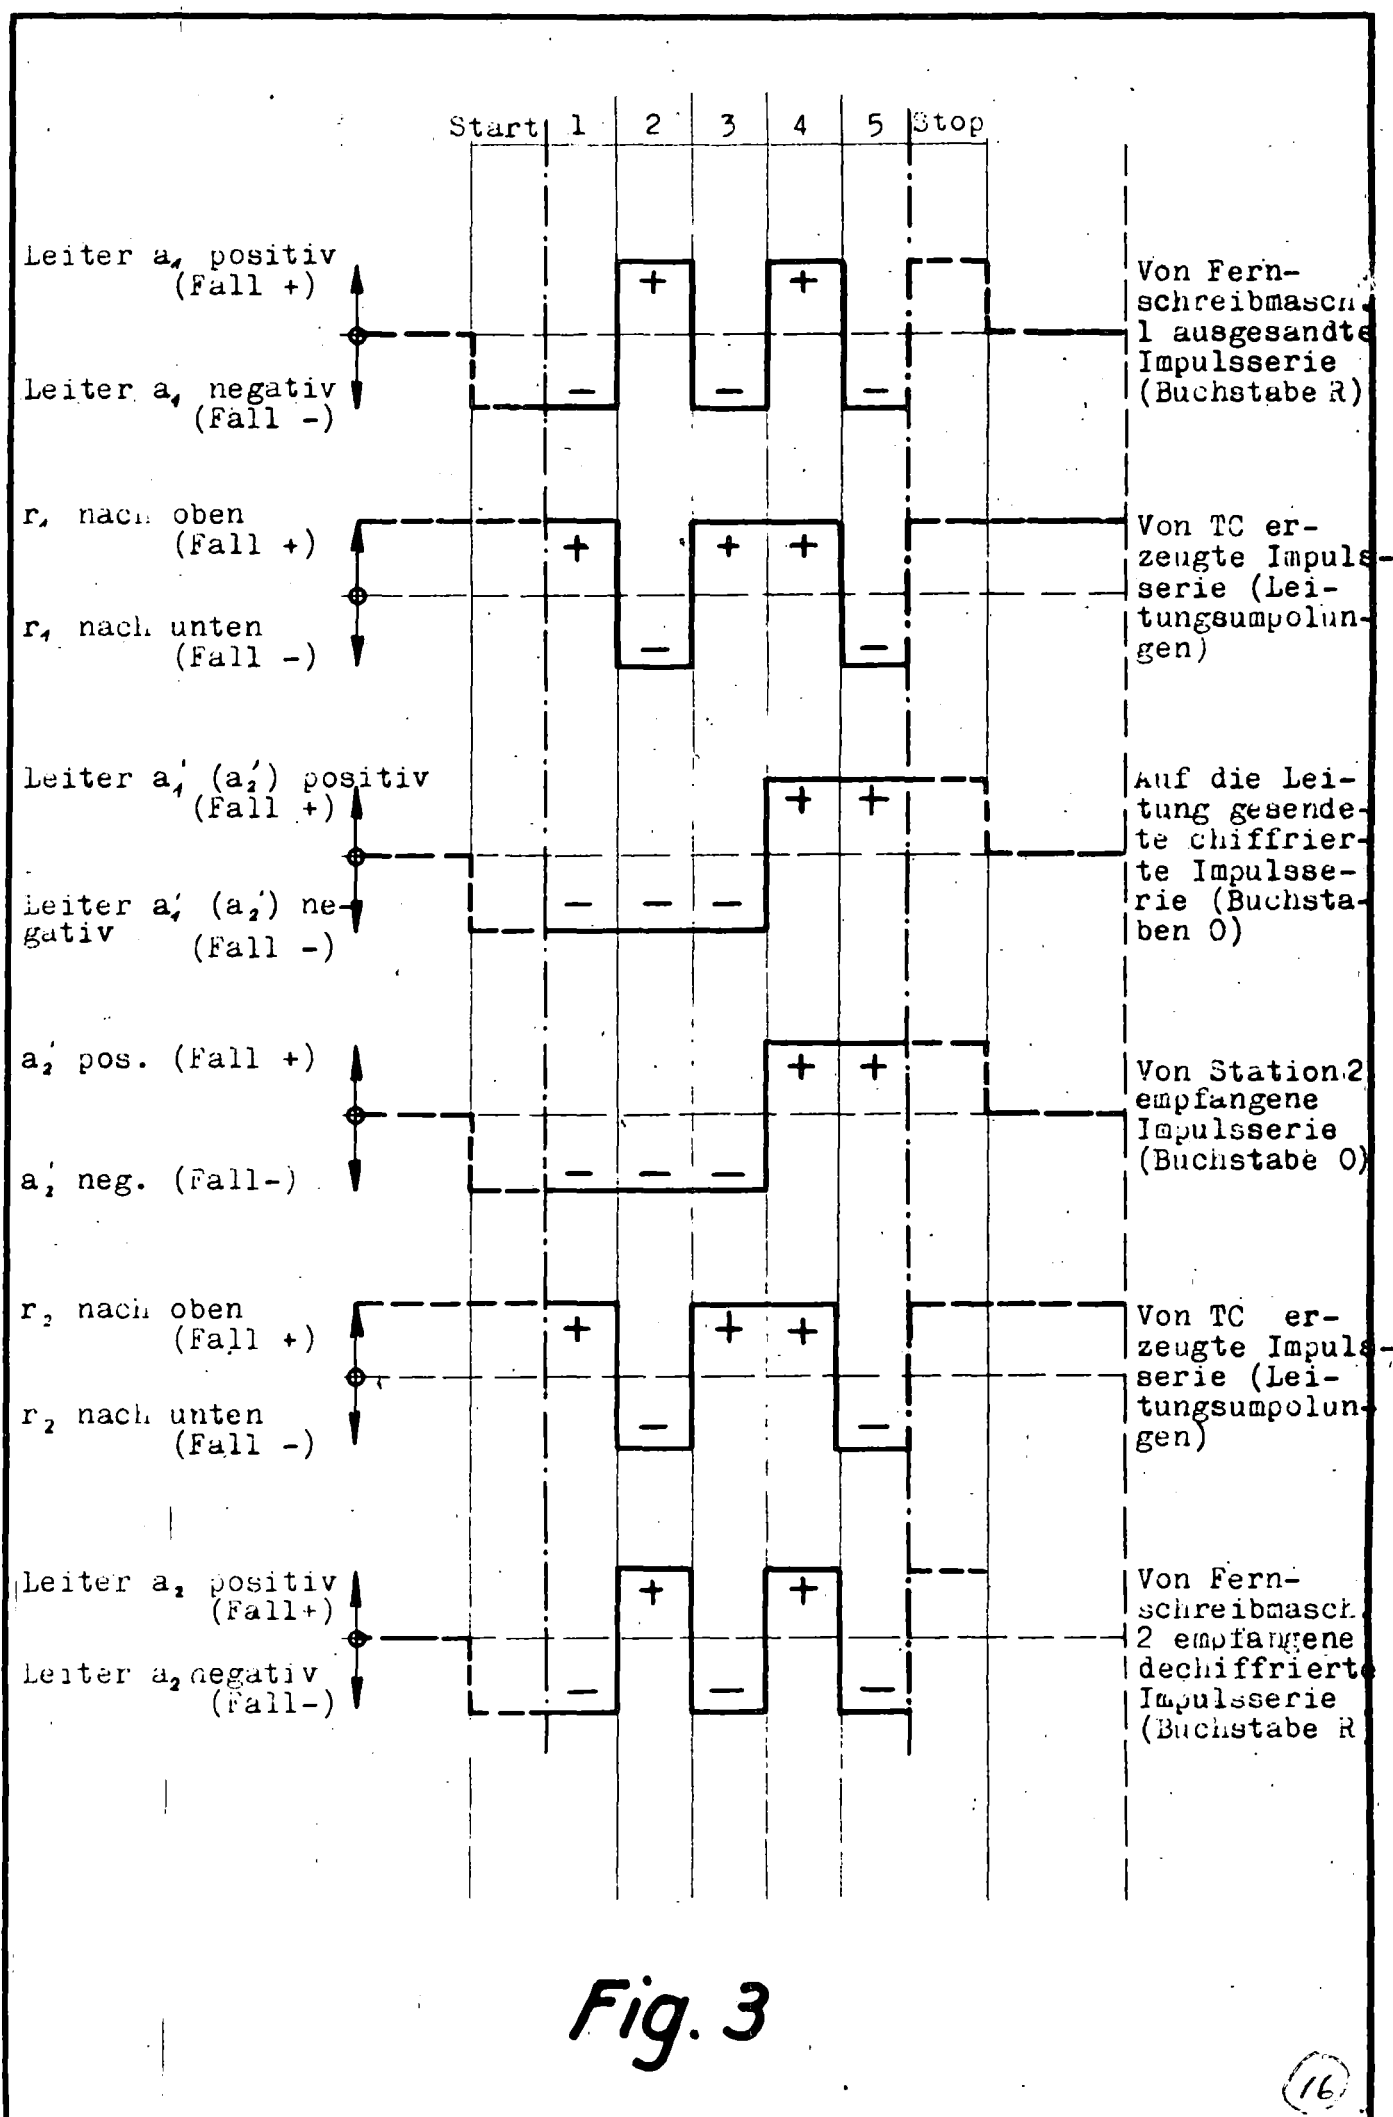 Start 1 2 3 4 5 Stop
Leiter a₁ positiv
(Fall +)
+ +
Leiter a₁ negativ
(Fall -)
- - -
Von Fern-
schreibmasch.
1 ausgesandte
Impulsserie
(Buchstabe R)
r₁ nach oben
(Fall +)
+ + +
r₁ nach unten
(Fall -)
- -
Von TC er-
zeugte Impuls-
serie (Lei-
tungsumpolun-
gen)
Leiter a₁' (a₂') positiv
(Fall +)
+ +
Leiter a₁' (a₂') ne-
gativ
(Fall -)
- - -
Auf die Lei-
tung gesende-
te chiffrier-
te Impulsse-
rie (Buchsta-
ben O)
a₂' pos. (Fall +)
+ +
a₂' neg. (Fall-)
- - -
Von Station 2
empfangene
Impulsserie
(Buchstabe O)
r₂ nach oben
(Fall +)
+ + +
r₂ nach unten
(Fall -)
- -
Von TC er-
zeugte Impuls-
serie (Lei-
tungsumpolun-
gen)
Leiter a₂ positiv
(Fall+)
+ +
Leiter a₂ negativ
(Fall-)
- - -
Von Fern-
schreibmasch.
2 empfangene
dechiffrierte
Impulsserie
(Buchstabe R
Fig. 3
16